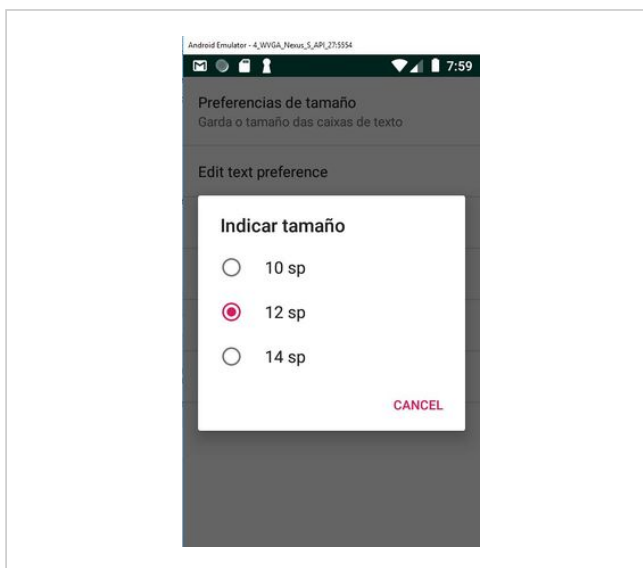 Android Emulator - 4_WVGA_Nexus_S_API_27:5554
7:59
Preferencias de tamaño
Garda o tamaño das caixas de texto
Edit text preference
Indicar tamaño
10 sp
12 sp
14 sp
CANCEL